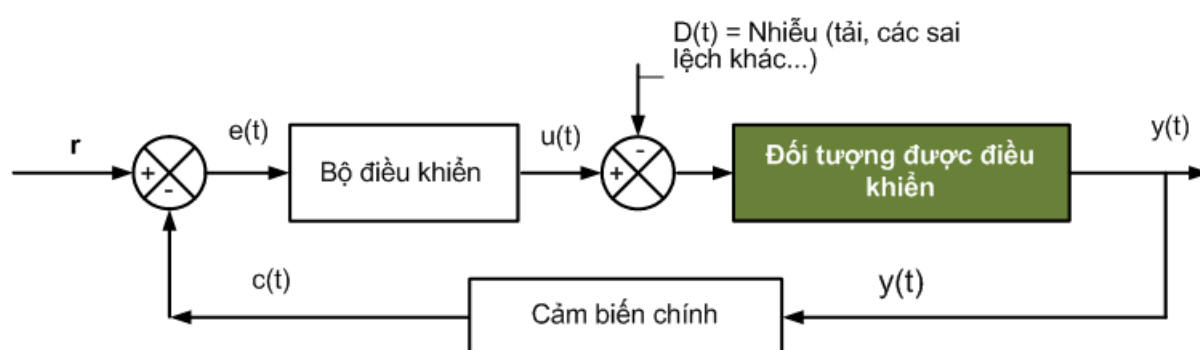 D(t) = Nhiễu (tải, các sai
lệch khác...)
r
e(t)
u(t)
y(t)
+
-
Bộ điều khiển
-
+
Đối tượng được điều
khiển
c(t)
y(t)
Cảm biến chính